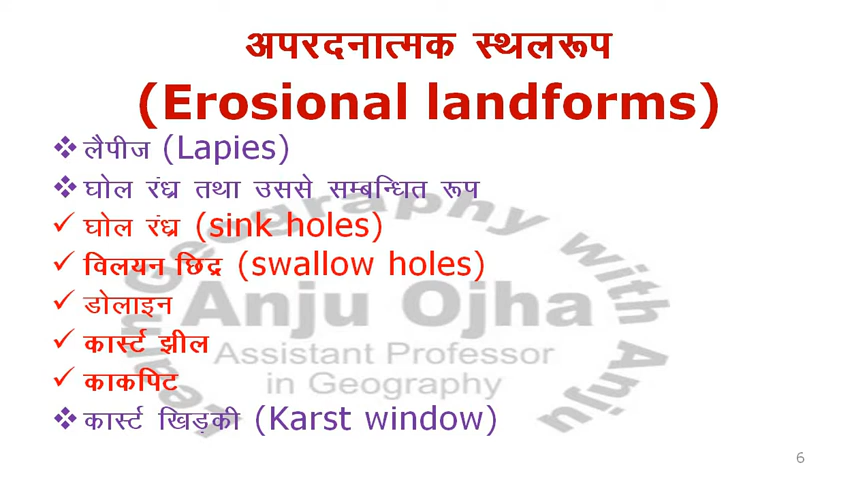 अपरदनात्मक स्थलरूप
(Erosional landforms)
❖ लैपीज (Lapies)
❖ घोल रंध्र तथा उससे सम्बन्धित रूप
✓ घोल रंध्र (sink holes)
✓ विलयन छिद्र (swallow holes)
✓ डोलाइन
✓ कार्स्ट झील
✓ काकपिट
❖ कार्स्ट खिड़की (Karst window)
Learn Geography with Anju
Anju Ojha
Assistant Professor
in Geography
6